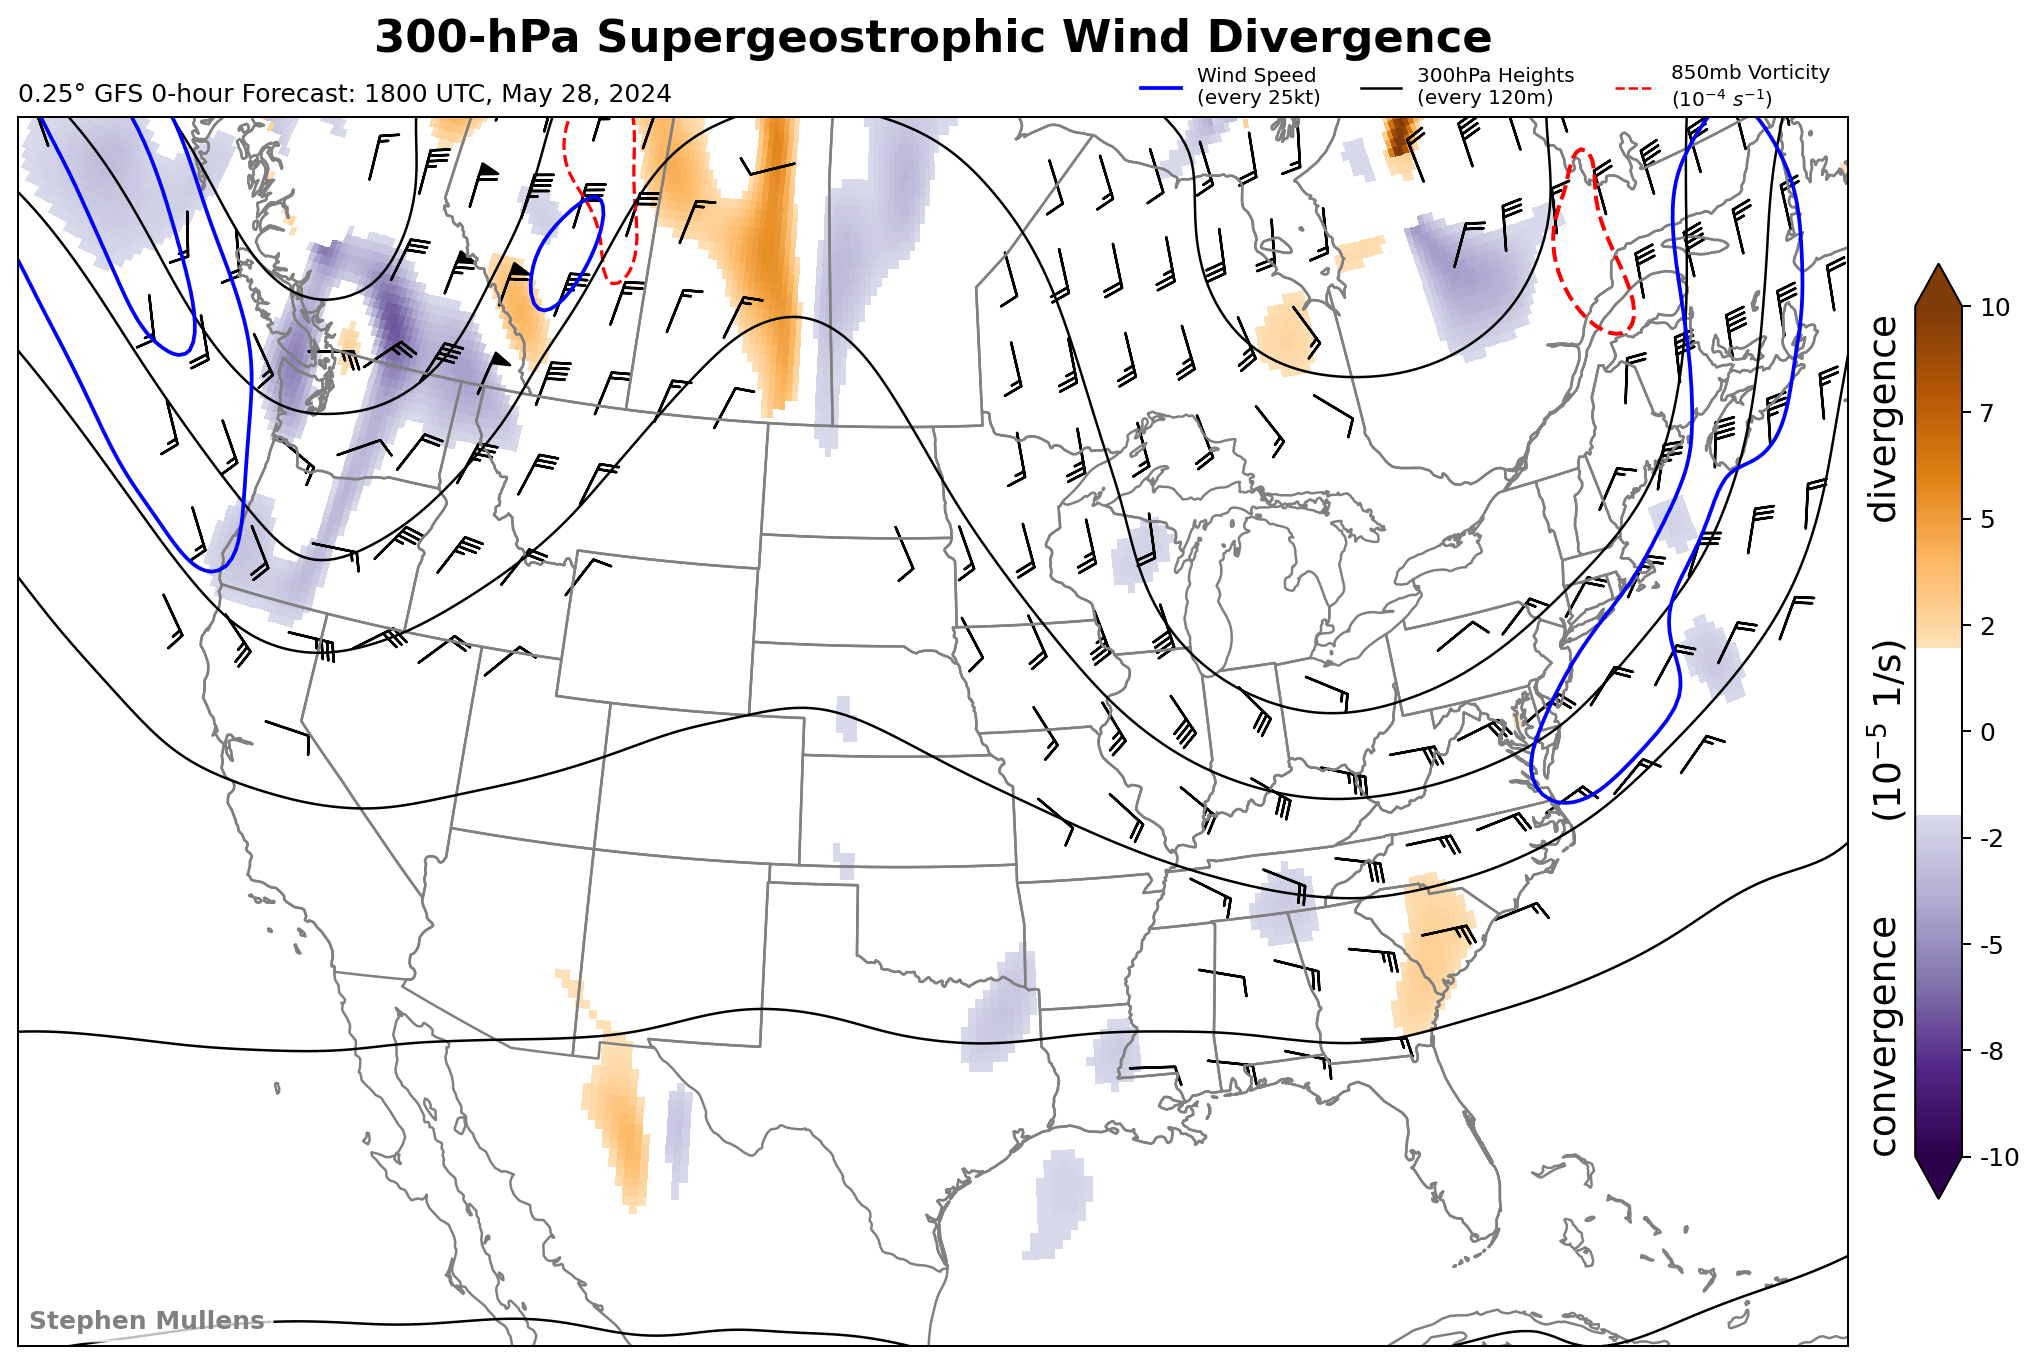 300-hPa Supergeostrophic Wind Divergence
0.25° GFS 0-hour Forecast: 1800 UTC, May 28, 2024
Wind Speed
(every 25kt)
300hPa Heights
(every 120m)
850mb Vorticity
(10⁻⁴ s⁻¹)
10
7
5
2
0
-2
-5
-8
-10
convergence (10⁻⁵ 1/s) divergence
Stephen Mullens